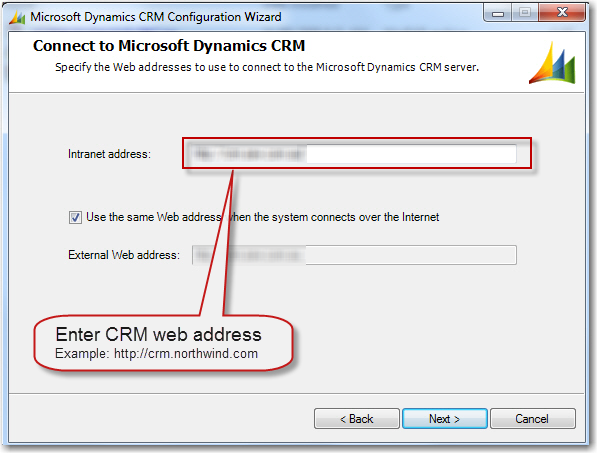 Microsoft Dynamics CRM Configuration Wizard
Connect to Microsoft Dynamics CRM
Specify the Web addresses to use to connect to the Microsoft Dynamics CRM server.
Intranet address:
Use the same Web address when the system connects over the Internet
External Web address:
Enter CRM web address
Example: http://crm.northwind.com
< Back
Next >
Cancel